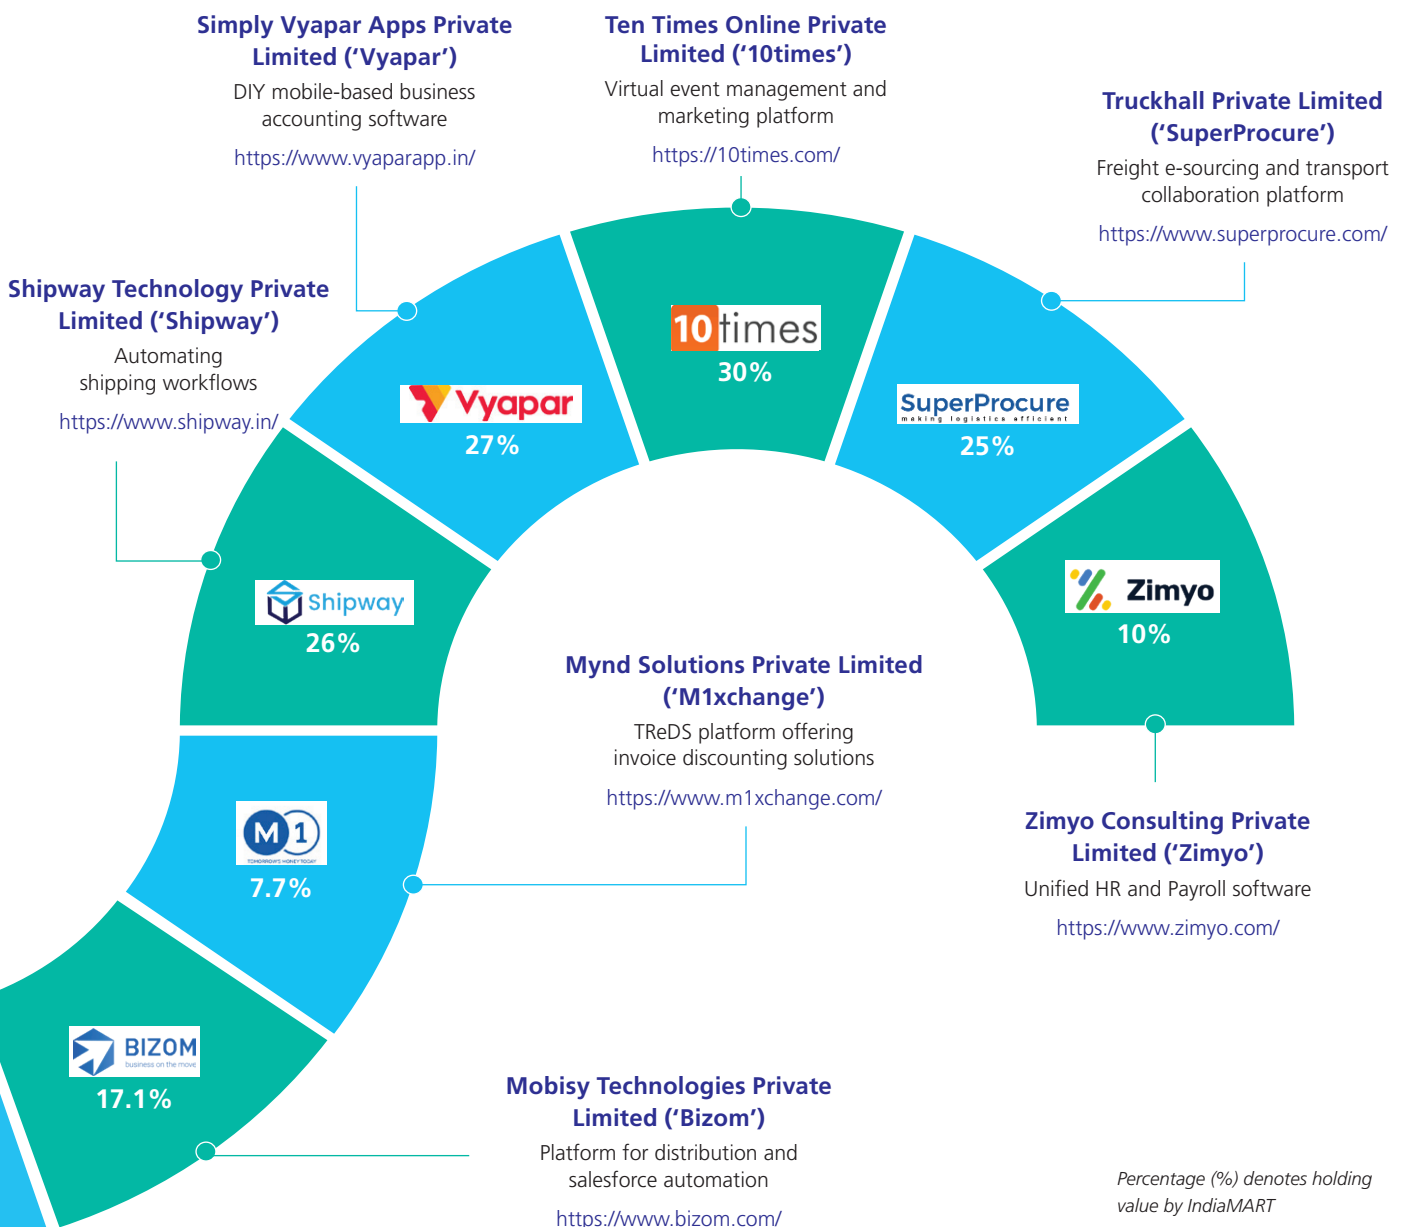 Simply Vyapar Apps Private
Limited (‘Vyapar’)
DIY mobile-based business
accounting software
https://www.vyaparapp.in/
Ten Times Online Private
Limited (‘10times’)
Virtual event management and
marketing platform
https://10times.com/
Truckhall Private Limited
(‘SuperProcure’)
Freight e-sourcing and transport
collaboration platform
https://www.superprocure.com/
Shipway Technology Private
Limited (‘Shipway’)
Automating
shipping workflows
https://www.shipway.in/
10times
30%
Vyapar
27%
SuperProcure
making logistics efficient
25%
Shipway
26%
Zimyo
10%
Mynd Solutions Private Limited
(‘M1xchange’)
TReDS platform offering
invoice discounting solutions
https://www.m1xchange.com/
M1
TOMORROW'S MONEY TODAY
7.7%
Zimyo Consulting Private
Limited (‘Zimyo’)
Unified HR and Payroll software
https://www.zimyo.com/
BIZOM
business on the move
17.1%
Mobisy Technologies Private
Limited (‘Bizom’)
Platform for distribution and
salesforce automation
https://www.bizom.com/
Percentage (%) denotes holding
value by IndiaMART